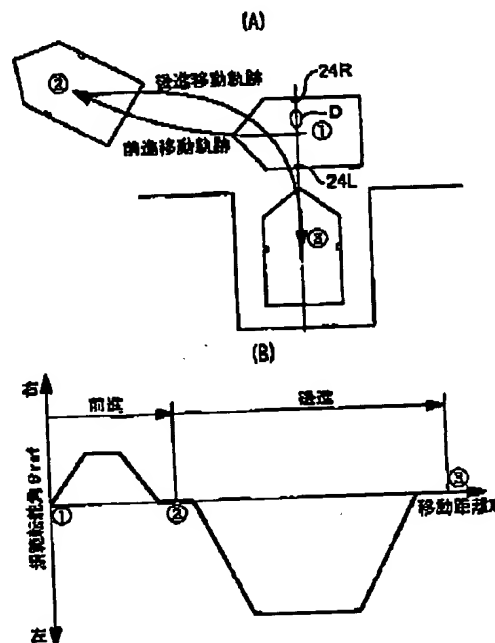 (A)
②
後進移動軌跡
前進移動軌跡
24R
D
①
24L
③
(B)
右
前進
後進
θref
①
②
③
移動距離
左